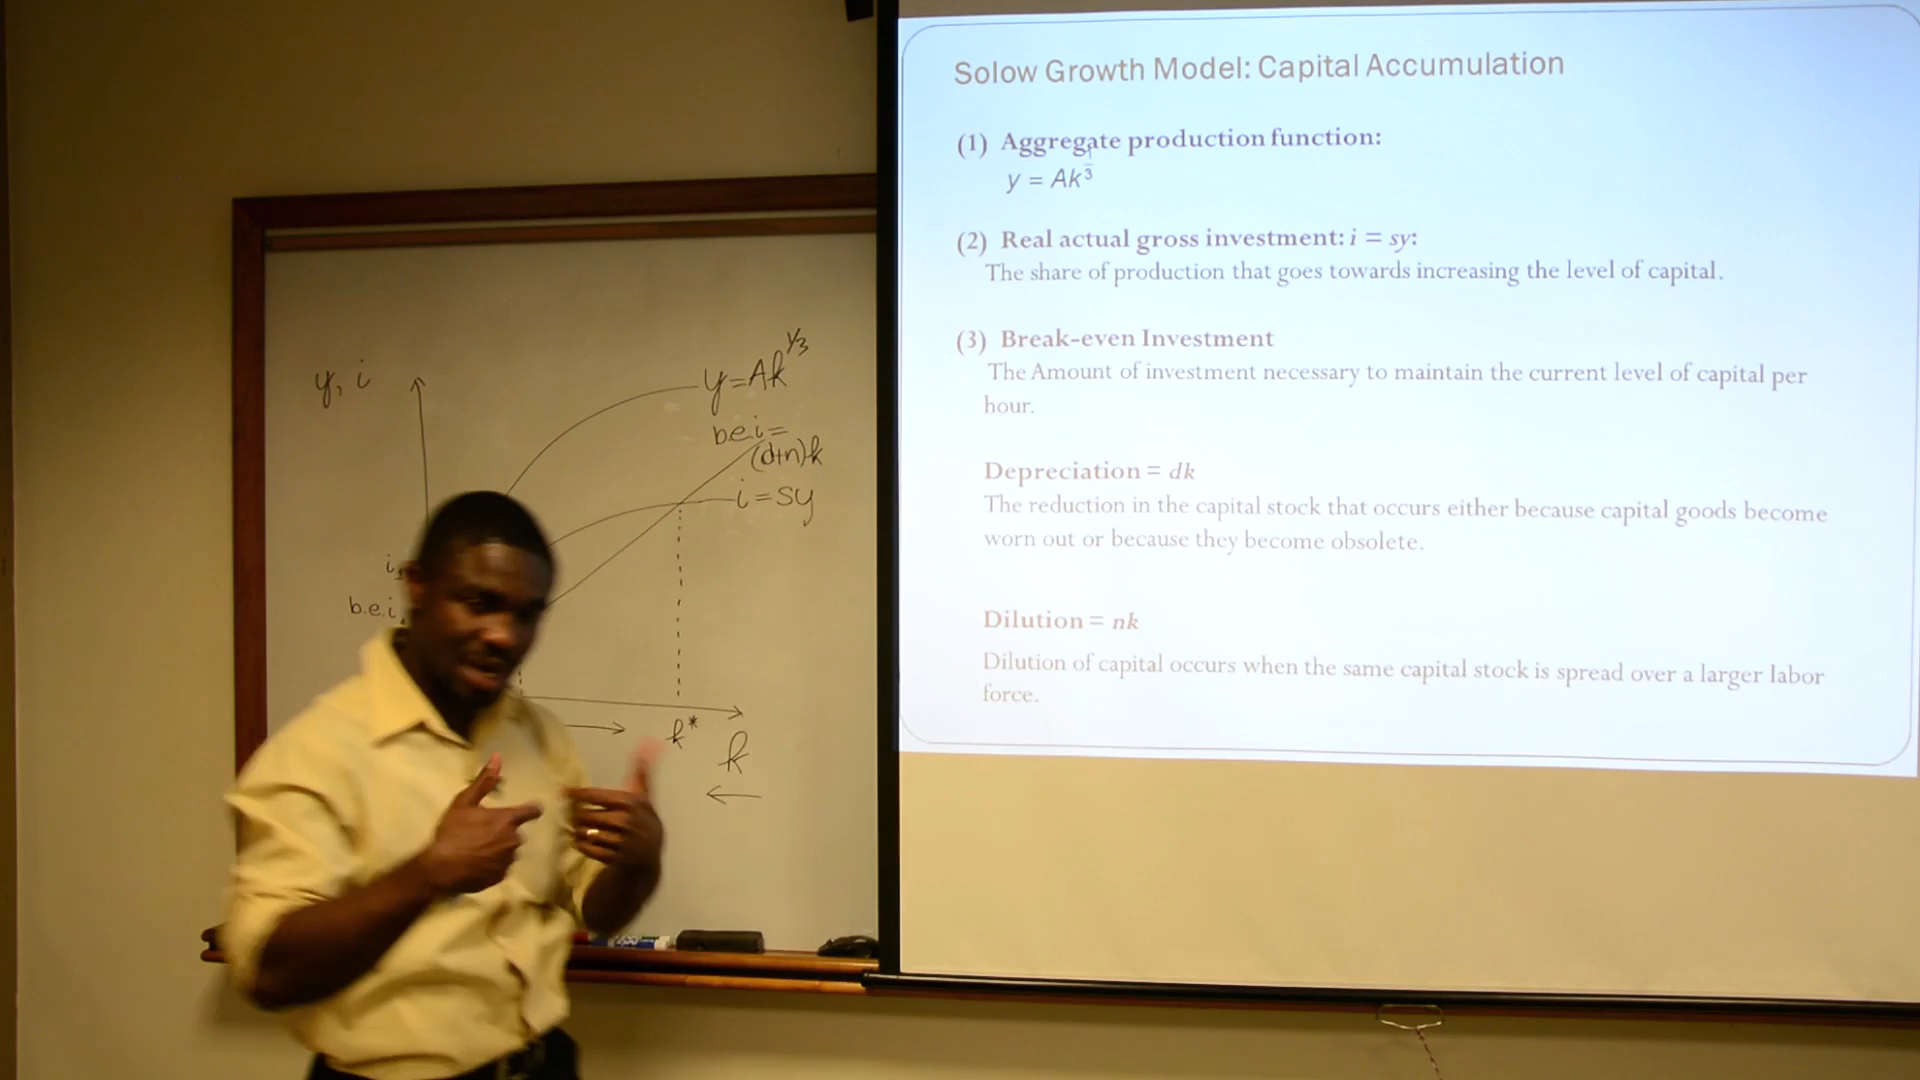 Solow Growth Model: Capital Accumulation
(1) Aggregate production function:
y = Ak^1/3
(2) Real actual gross investment: i = sy:
The share of production that goes towards increasing the level of capital.
(3) Break-even Investment
The Amount of investment necessary to maintain the current level of capital per
hour.
Depreciation = dk
The reduction in the capital stock that occurs either because capital goods become
worn out or because they become obsolete.
Dilution = nk
Dilution of capital occurs when the same capital stock is spread over a larger labor
force.
y, i
y=Ak^1/3
b.e.i=
(d+n)k
i=sy
i
b.e.i
k*
k